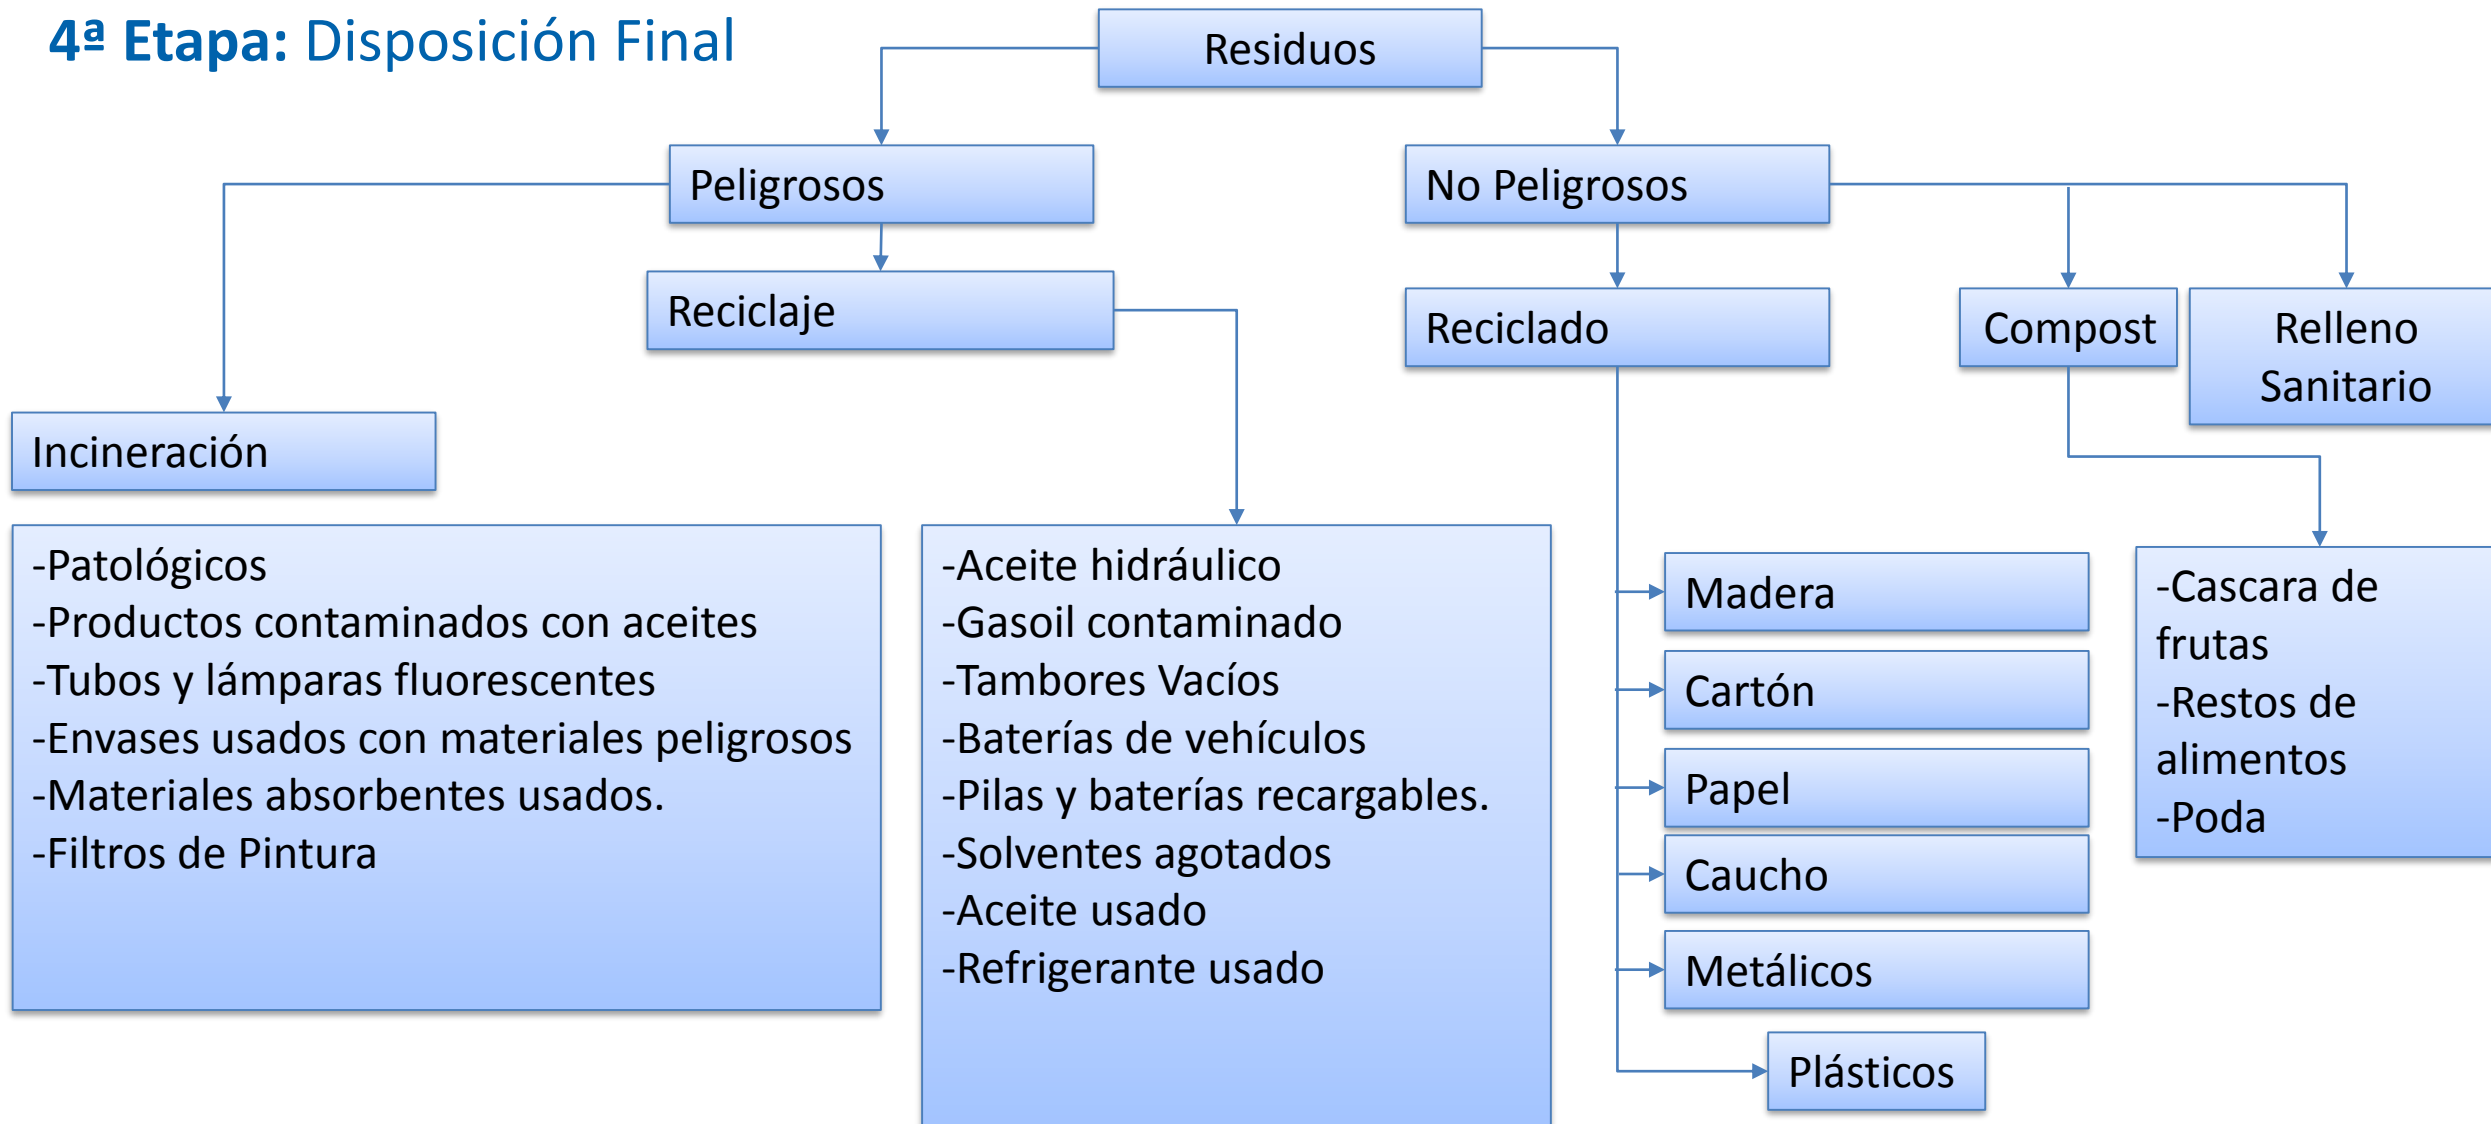 4ª Etapa: Disposición Final
Residuos
Peligrosos
No Peligrosos
Reciclaje
Reciclado
Compost
Relleno
Sanitario
Incineración
-Patológicos
-Productos contaminados con aceites
-Tubos y lámparas fluorescentes
-Envases usados con materiales peligrosos
-Materiales absorbentes usados.
-Filtros de Pintura
-Aceite hidráulico
-Gasoil contaminado
-Tambores Vacíos
-Baterías de vehículos
-Pilas y baterías recargables.
-Solventes agotados
-Aceite usado
-Refrigerante usado
Madera
Cartón
Papel
Caucho
Metálicos
Plásticos
-Cascara de
frutas
-Restos de
alimentos
-Poda